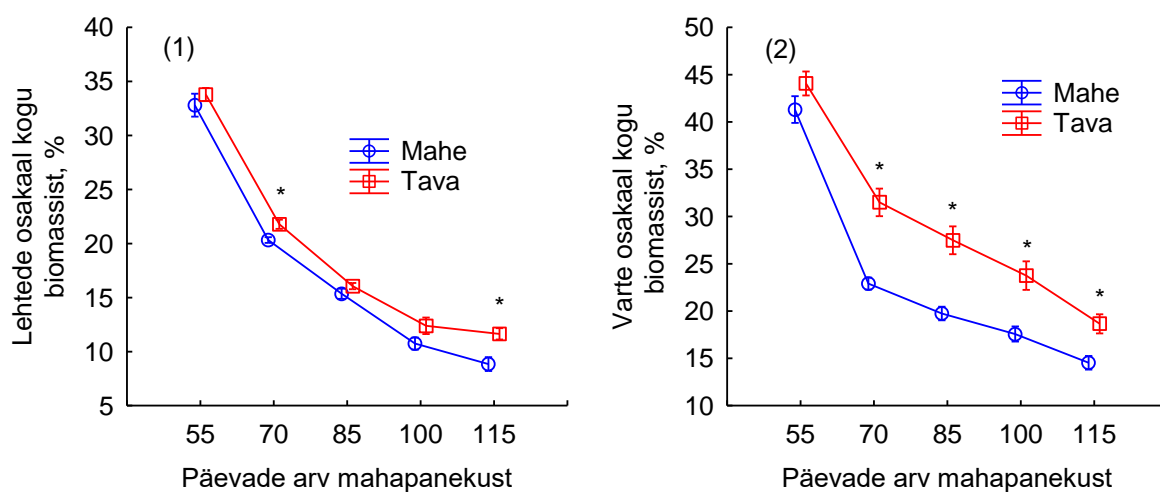 (1)
Lehtede osakaal kogu
biomassist, %
40
35
30
25
20
15
10
5
Mahe
Tava
*
*
55 70 85 100 115
Päevade arv mahapanekust
(2)
Varte osakaal kogu
biomassist, %
50
45
40
35
30
25
20
15
10
Mahe
Tava
*
*
*
*
55 70 85 100 115
Päevade arv mahapanekust